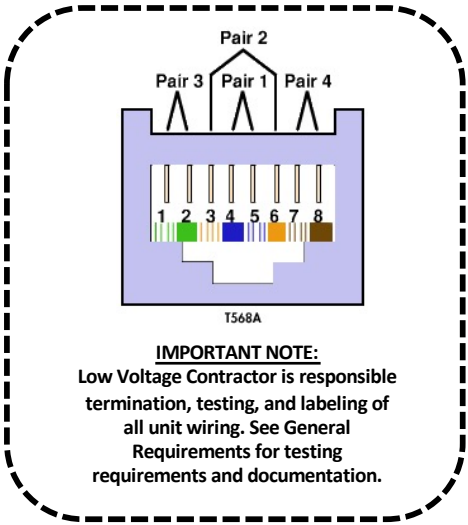 Pair 2
Pair 3 Pair 1 Pair 4
1 2 3 4 5 6 7 8
T568A
IMPORTANT NOTE:
Low Voltage Contractor is responsible
termination, testing, and labeling of
all unit wiring. See General
Requirements for testing
requirements and documentation.